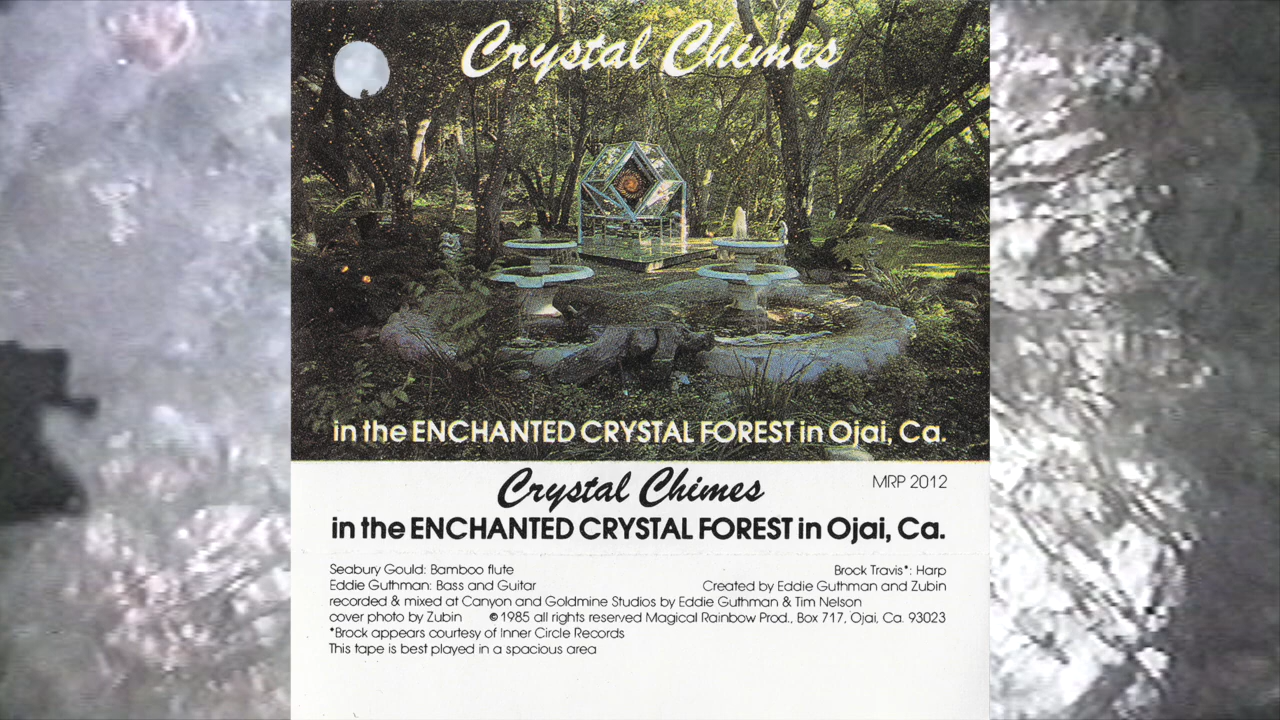 Crystal Chimes
in the ENCHANTED CRYSTAL FOREST in Ojai, Ca.
Crystal Chimes
MRP 2012
in the ENCHANTED CRYSTAL FOREST in Ojai, Ca.
Seabury Gould: Bamboo flute
Brock Travis*: Harp
Eddie Guthman: Bass and Guitar
Created by Eddie Guthman and Zubin
recorded & mixed at Canyon and Goldmine Studios by Eddie Guthman & Tim Nelson
cover photo by Zubin
©1985 all rights reserved Magical Rainbow Prod., Box 717, Ojai, Ca. 93023
*Brock appears courtesy of Inner Circle Records
This tape is best played in a spacious area